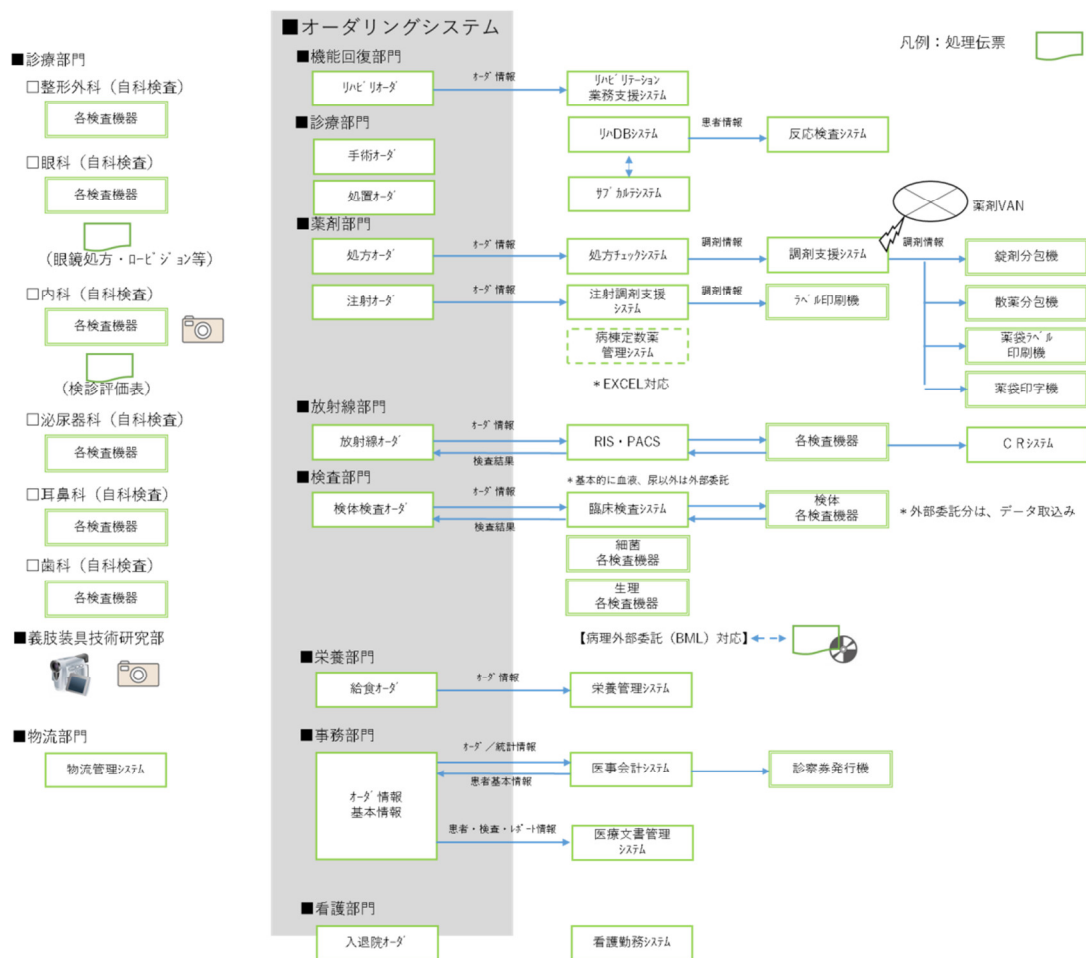 ■オーダリングシステム
凡例：処理伝票
■診療部門
□整形外科（自科検査）
各検査機器
□眼科（自科検査）
各検査機器
（眼鏡処方・ロービジョン等）
□内科（自科検査）
各検査機器
（検診評価表）
□泌尿器科（自科検査）
各検査機器
□耳鼻科（自科検査）
各検査機器
□歯科（自科検査）
各検査機器
■義肢装具技術研究部
■物流部門
物流管理システム
■機能回復部門
リハビリオーダ
オーダ情報
リハビリテーション
業務支援システム
■診療部門
手術オーダ
処置オーダ
リハDBシステム
患者情報
反応検査システム
サブカルテシステム
■薬剤部門
処方オーダ
オーダ情報
処方チェックシステム
調剤情報
調剤支援システム
薬剤VAN
調剤情報
錠剤分包機
散薬分包機
薬袋ラベル
印刷機
薬袋印字機
注射オーダ
オーダ情報
注射調剤支援
システム
調剤情報
ラベル印刷機
病棟定数薬
管理システム
＊EXCEL対応
■放射線部門
放射線オーダ
オーダ情報
検査結果
RIS・PACS
各検査機器
ＣＲシステム
■検査部門
＊基本的に血液、尿以外は外部委託
検体検査オーダ
オーダ情報
検査結果
臨床検査システム
検体
各検査機器
＊外部委託分は、データ取込み
細菌
各検査機器
生理
各検査機器
【病理外部委託（BML）対応】
■栄養部門
給食オーダ
オーダ情報
栄養管理システム
■事務部門
オーダ情報
基本情報
オーダ／統計情報
患者基本情報
医事会計システム
診察券発行機
患者・検査・レポート情報
医療文書管理
システム
■看護部門
入退院オーダ
看護勤務システム